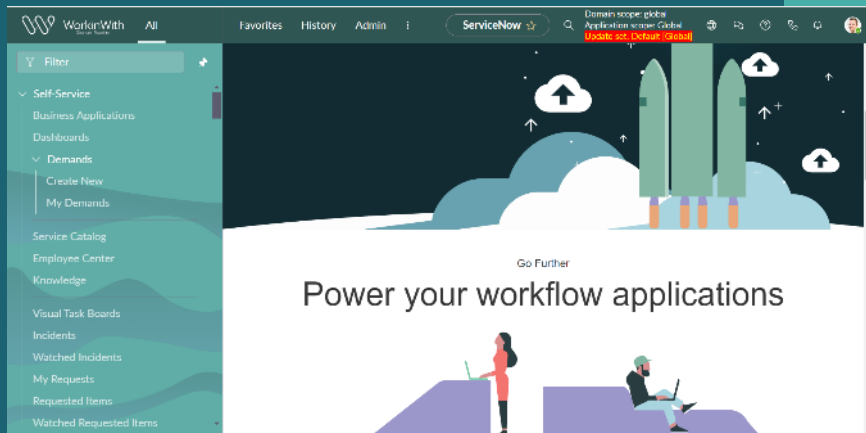 WorkinWith
All
Favorites
History
Admin
ServiceNow
Domain scope: global
Application scope: Global
Update set: Default [Global]
Filter
Self-Service
Business Applications
Dashboards
Demands
Create New
My Demands
Service Catalog
Employee Center
Knowledge
Visual Task Boards
Incidents
Watched Incidents
My Requests
Requested Items
Watched Requested Items
Go Further
Power your workflow applications